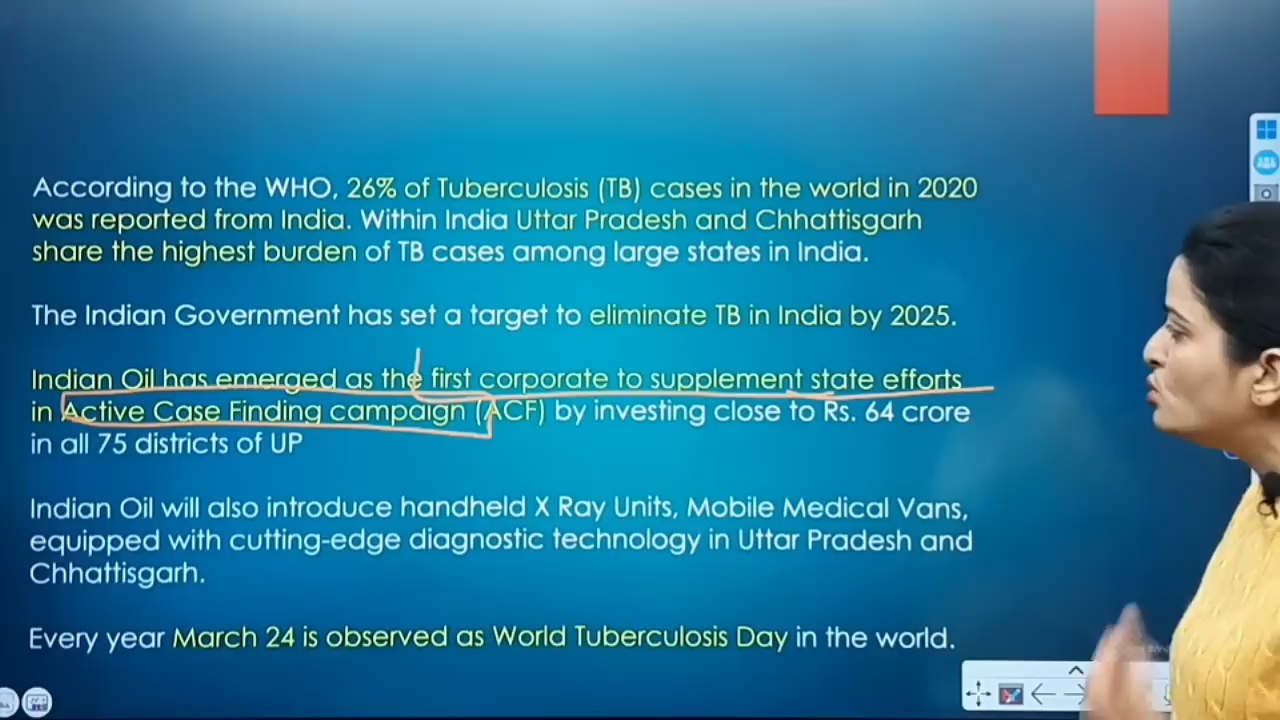 According to the WHO, 26% of Tuberculosis (TB) cases in the world in 2020
was reported from India. Within India Uttar Pradesh and Chhattisgarh
share the highest burden of TB cases among large states in India.
The Indian Government has set a target to eliminate TB in India by 2025.
Indian Oil has emerged as the first corporate to supplement state efforts
in Active Case Finding campaign (ACF) by investing close to Rs. 64 crore
in all 75 districts of UP
Indian Oil will also introduce handheld X Ray Units, Mobile Medical Vans,
equipped with cutting-edge diagnostic technology in Uttar Pradesh and
Chhattisgarh.
Every year March 24 is observed as World Tuberculosis Day in the world.